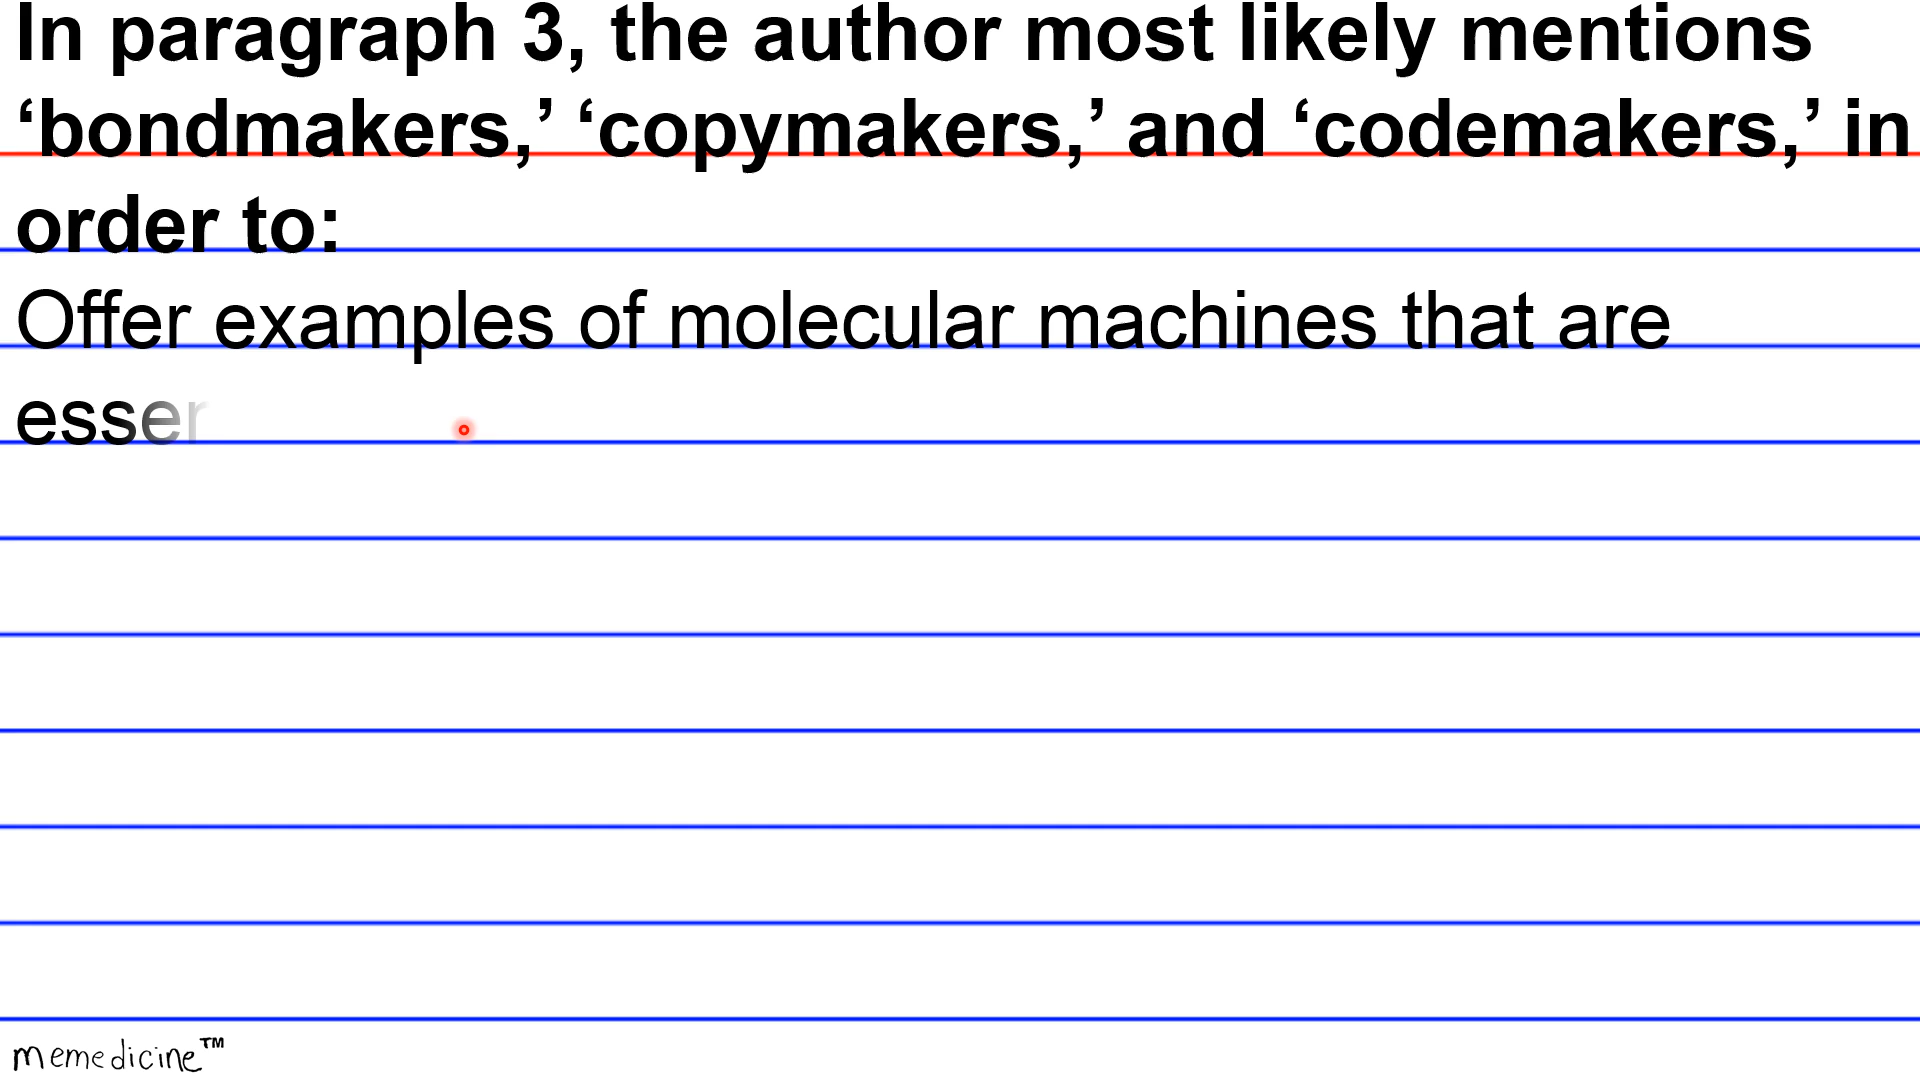 In paragraph 3, the author most likely mentions
‘bondmakers,’ ‘copymakers,’ and ‘codemakers,’ in
order to:
Offer examples of molecular machines that are
esser
memedicine™